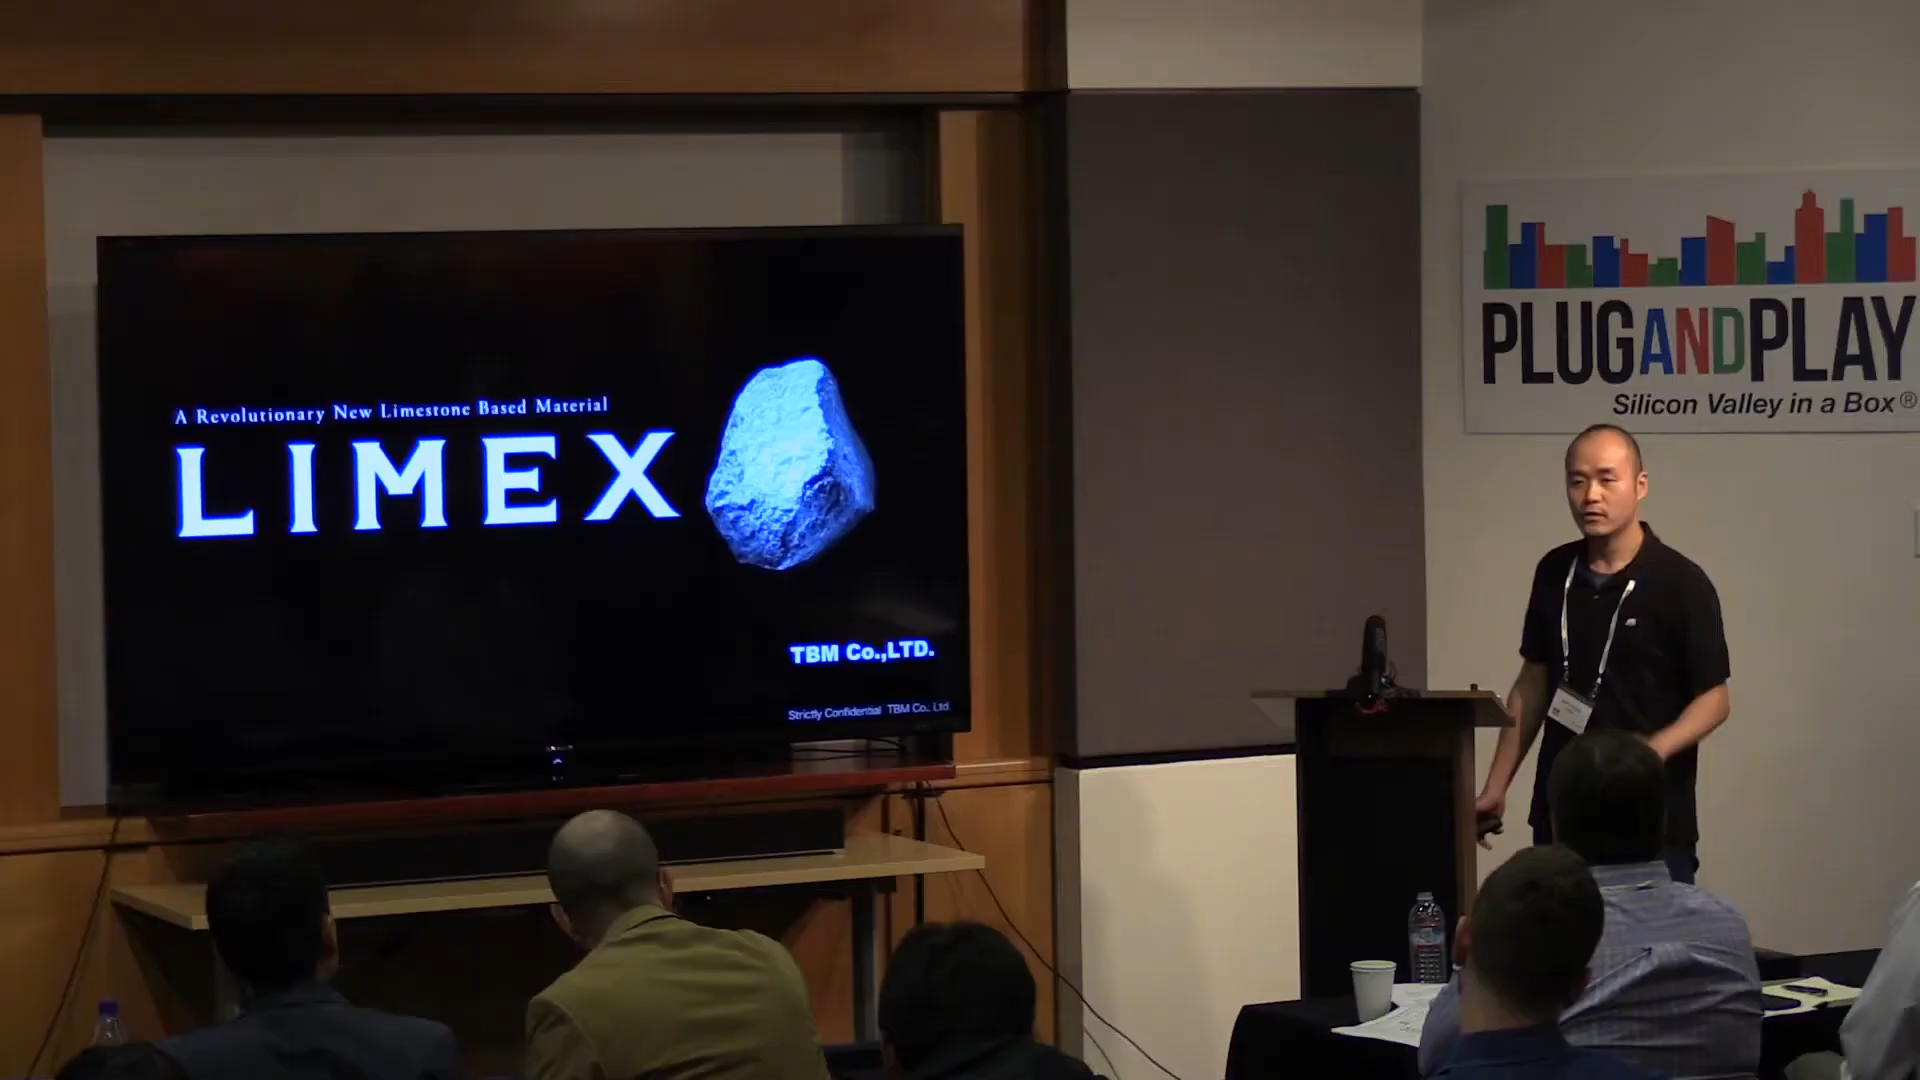 A Revolutionary New Limestone Based Material
LIMEX
TBM Co.,LTD.
Strictly Confidential TBM Co., Ltd.
PLUGANDPLAY
Silicon Valley in a Box®